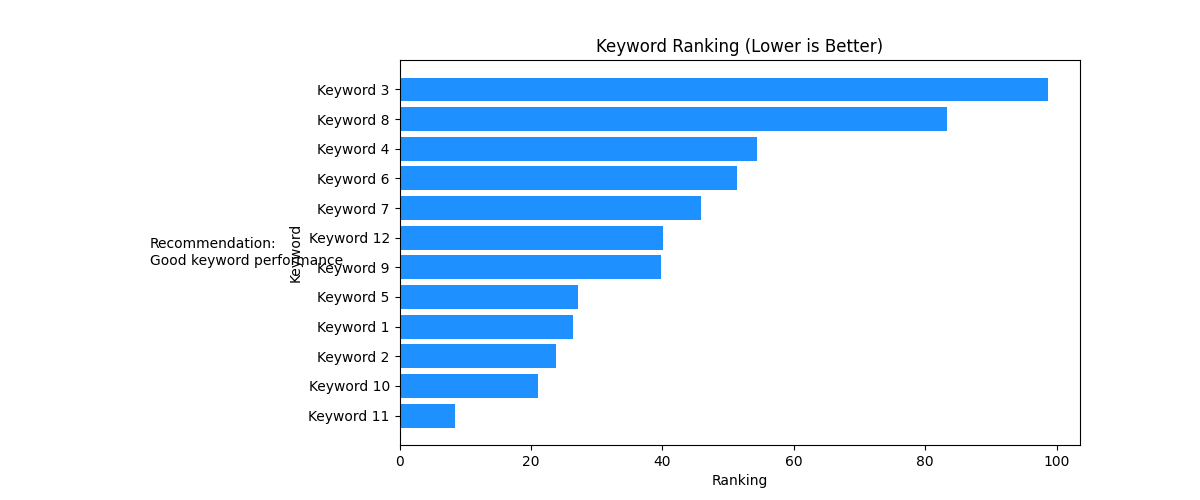 Keyword Ranking (Lower is Better)
Keyword 3
Keyword 8
Keyword 4
Keyword 6
Keyword 7
Keyword 12
Keyword 9
Keyword 5
Keyword 1
Keyword 2
Keyword 10
Keyword 11
Keyword
Recommendation:
Good keyword performance
0 20 40 60 80 100
Ranking